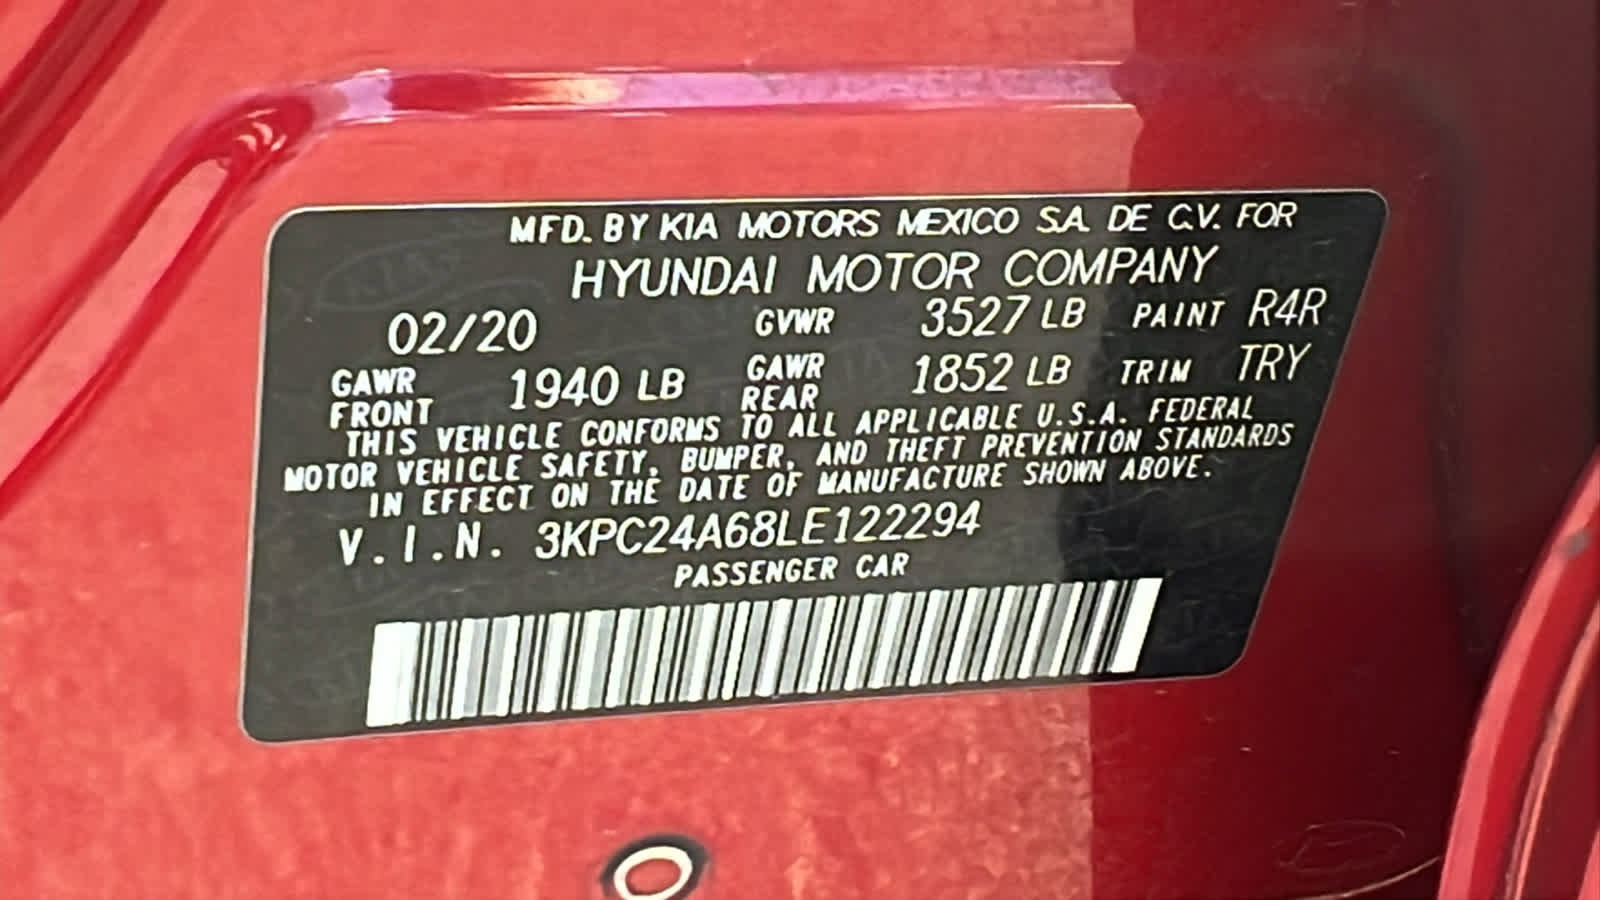 MFD. BY KIA MOTORS MEXICO S.A. DE C.V. FOR
HYUNDAI MOTOR COMPANY
02/20 GVWR 3527 LB PAINT R4R
GAWR FRONT 1940 LB GAWR REAR 1852 LB TRIM TRY
THIS VEHICLE CONFORMS TO ALL APPLICABLE U.S.A. FEDERAL
MOTOR VEHICLE SAFETY, BUMPER, AND THEFT PREVENTION STANDARDS
IN EFFECT ON THE DATE OF MANUFACTURE SHOWN ABOVE.
V.I.N. 3KPC24A68LE122294
PASSENGER CAR